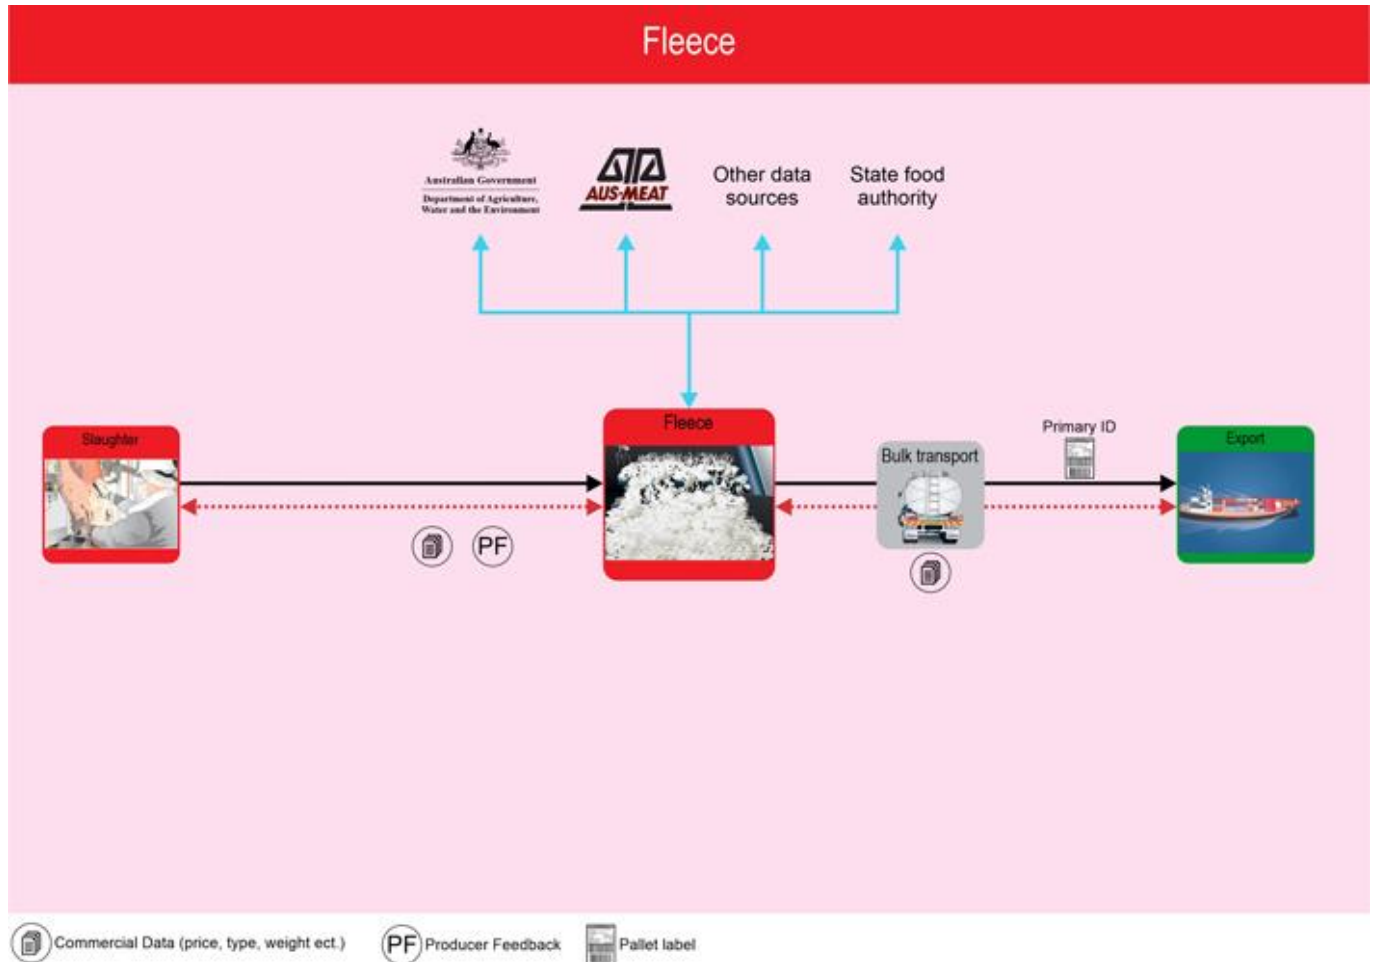 Fleece
Australian Government
Department of Agriculture,
Water and the Environment
AUS-MEAT
Other data
sources
State food
authority
Slaughter
Fleece
Bulk transport
Primary ID
Export
PF
Commercial Data (price, type, weight ect.)
PF
Producer Feedback
Pallet label